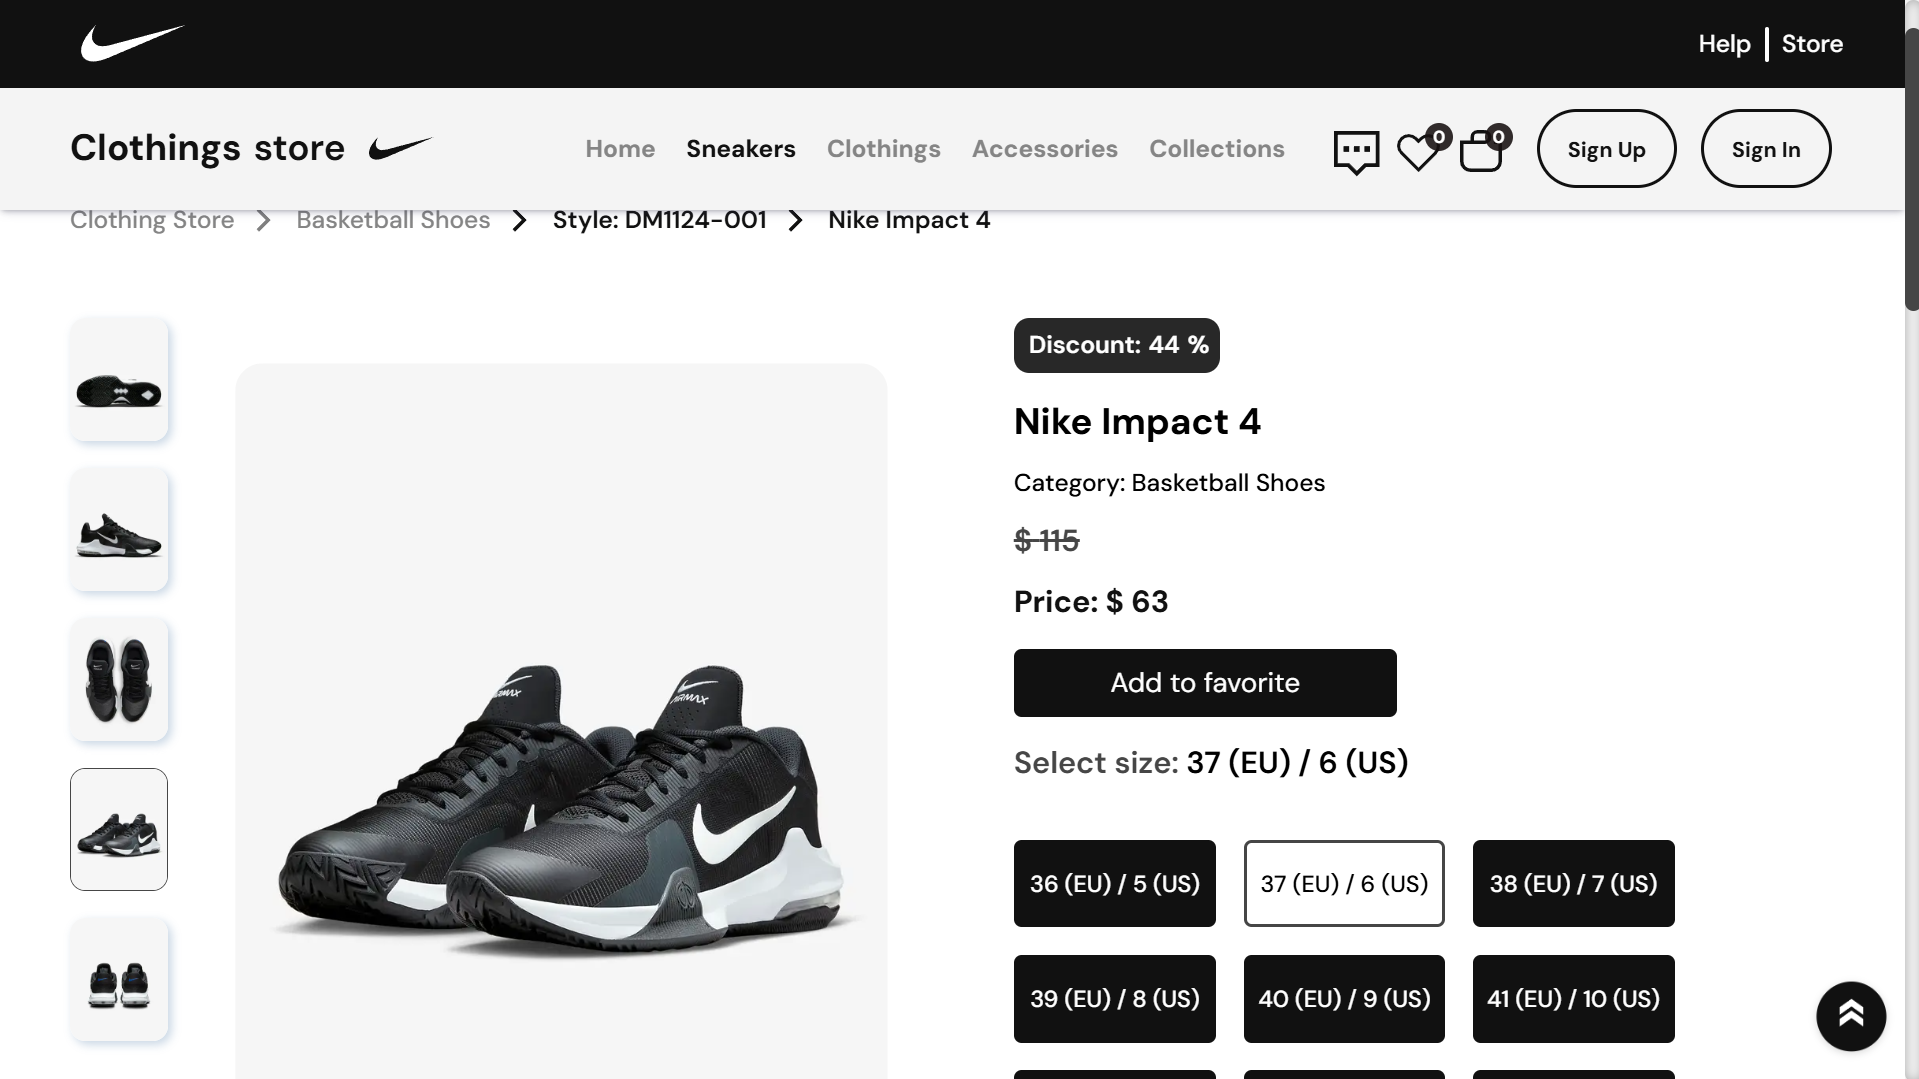 Help
Store
Clothings store
Home
Sneakers
Clothings
Accessories
Collections
0
0
Sign Up
Sign In
Clothing Store
Basketball Shoes
Style: DM1124-001
Nike Impact 4
Discount: 44 %
Nike Impact 4
Category: Basketball Shoes
$ 115
Price: $ 63
AIRMAX
AIRMAX
Add to favorite
Select size: 37 (EU) / 6 (US)
36 (EU) / 5 (US)
37 (EU) / 6 (US)
38 (EU) / 7 (US)
39 (EU) / 8 (US)
40 (EU) / 9 (US)
41 (EU) / 10 (US)